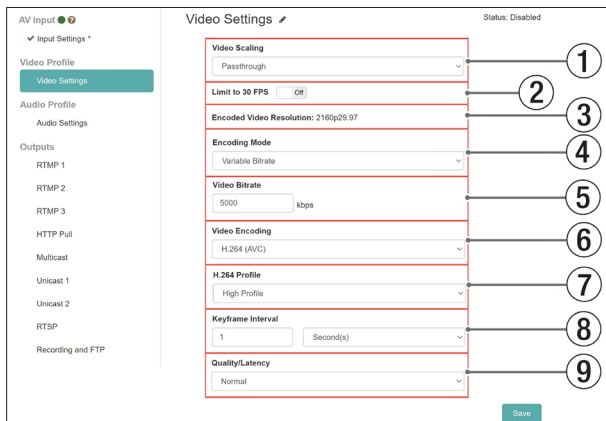 AV Input
Input Settings *
Video Profile
Video Settings
Audio Profile
Audio Settings
Outputs
RTMP 1
RTMP 2
RTMP 3
HTTP Pull
Multicast
Unicast 1
Unicast 2
RTSP
Recording and FTP
Video Settings
Status: Disabled
Video Scaling
Passthrough
1
Limit to 30 FPS Off
2
Encoded Video Resolution: 2160p29.97
3
Encoding Mode
Variable Bitrate
4
Video Bitrate
5000 kbps
5
Video Encoding
H.264 (AVC)
6
H.264 Profile
High Profile
7
Keyframe Interval
1 Second(s)
8
Quality/Latency
Normal
9
Save